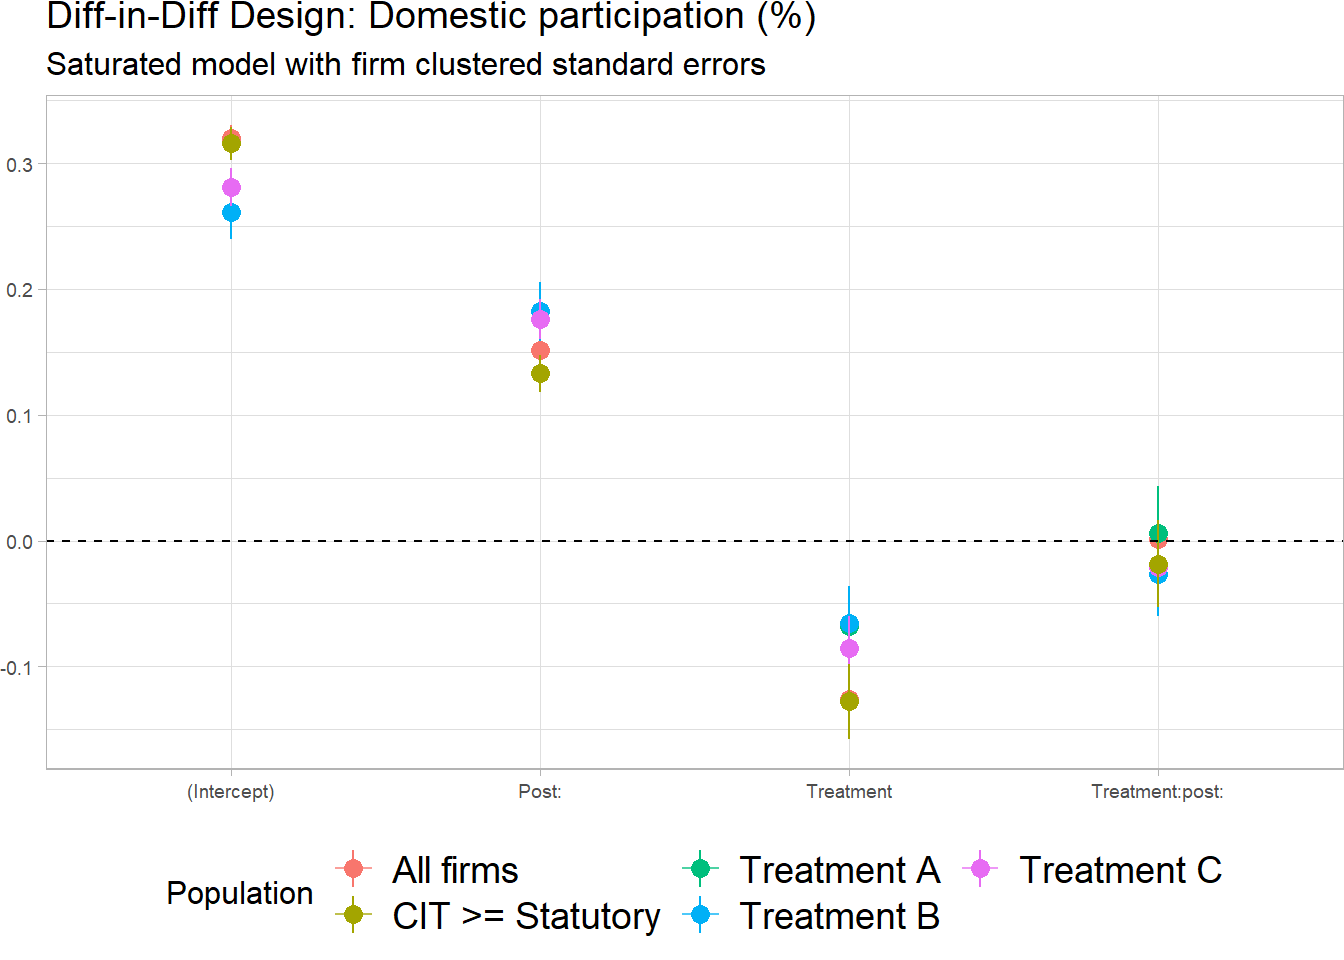 Diff-in-Diff Design: Domestic participation (%)
Saturated model with firm clustered standard errors
0.3
0.2
0.1
0.0
-0.1
(Intercept)
Post:
Treatment
Treatment:post:
Population
All firms
Treatment A
Treatment C
CIT >= Statutory
Treatment B